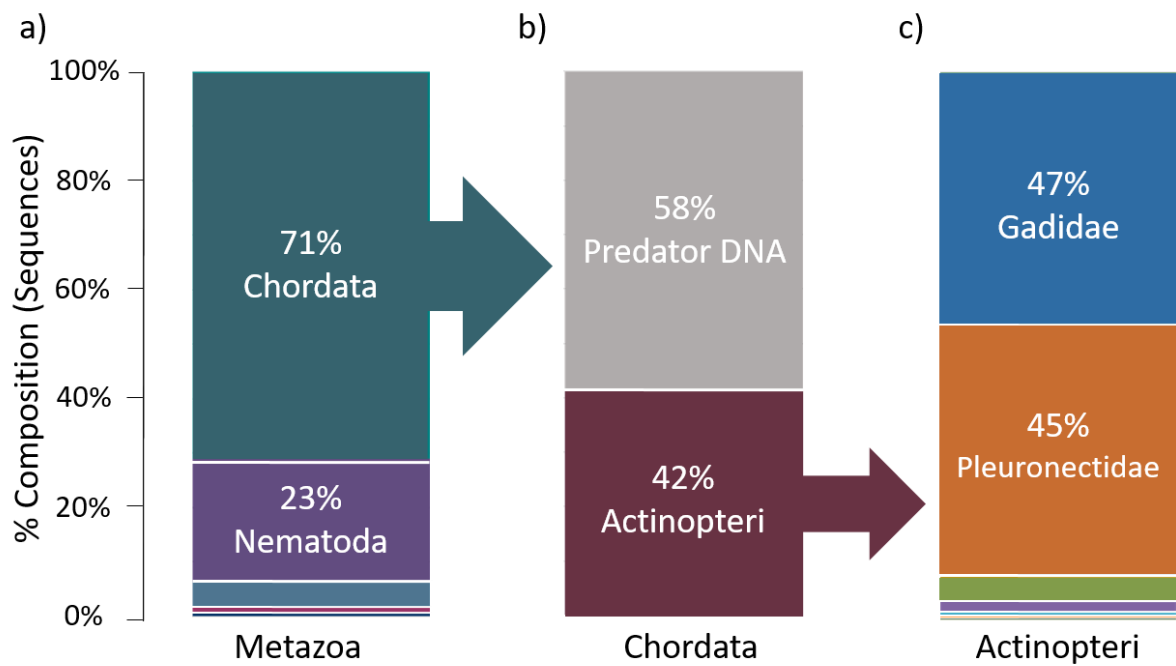 a)
b)
c)
% Composition (Sequences)
100%
80%
60%
40%
20%
0%
71%
Chordata
23%
Nematoda
Metazoa
58%
Predator DNA
42%
Actinopteri
Chordata
47%
Gadidae
45%
Pleuronectidae
Actinopteri